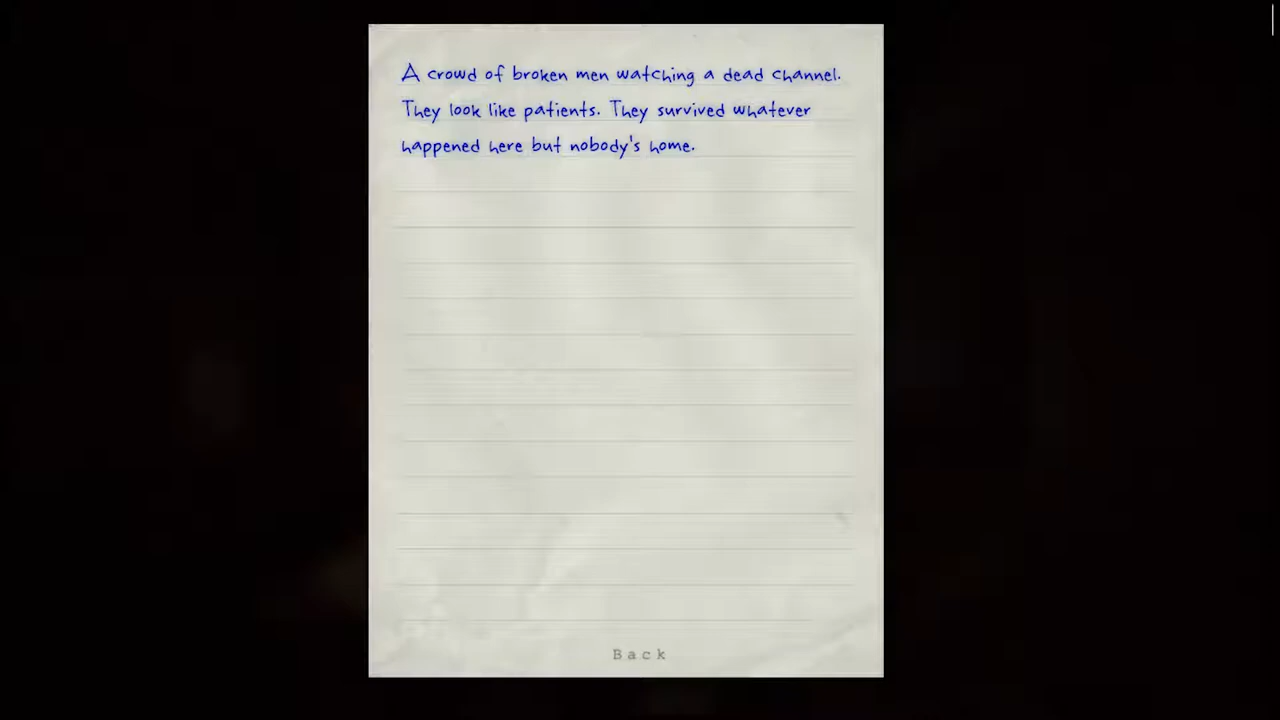 A crowd of broken men watching a dead channel.
They look like patients. They survived whatever
happened here but nobody's home.
Back